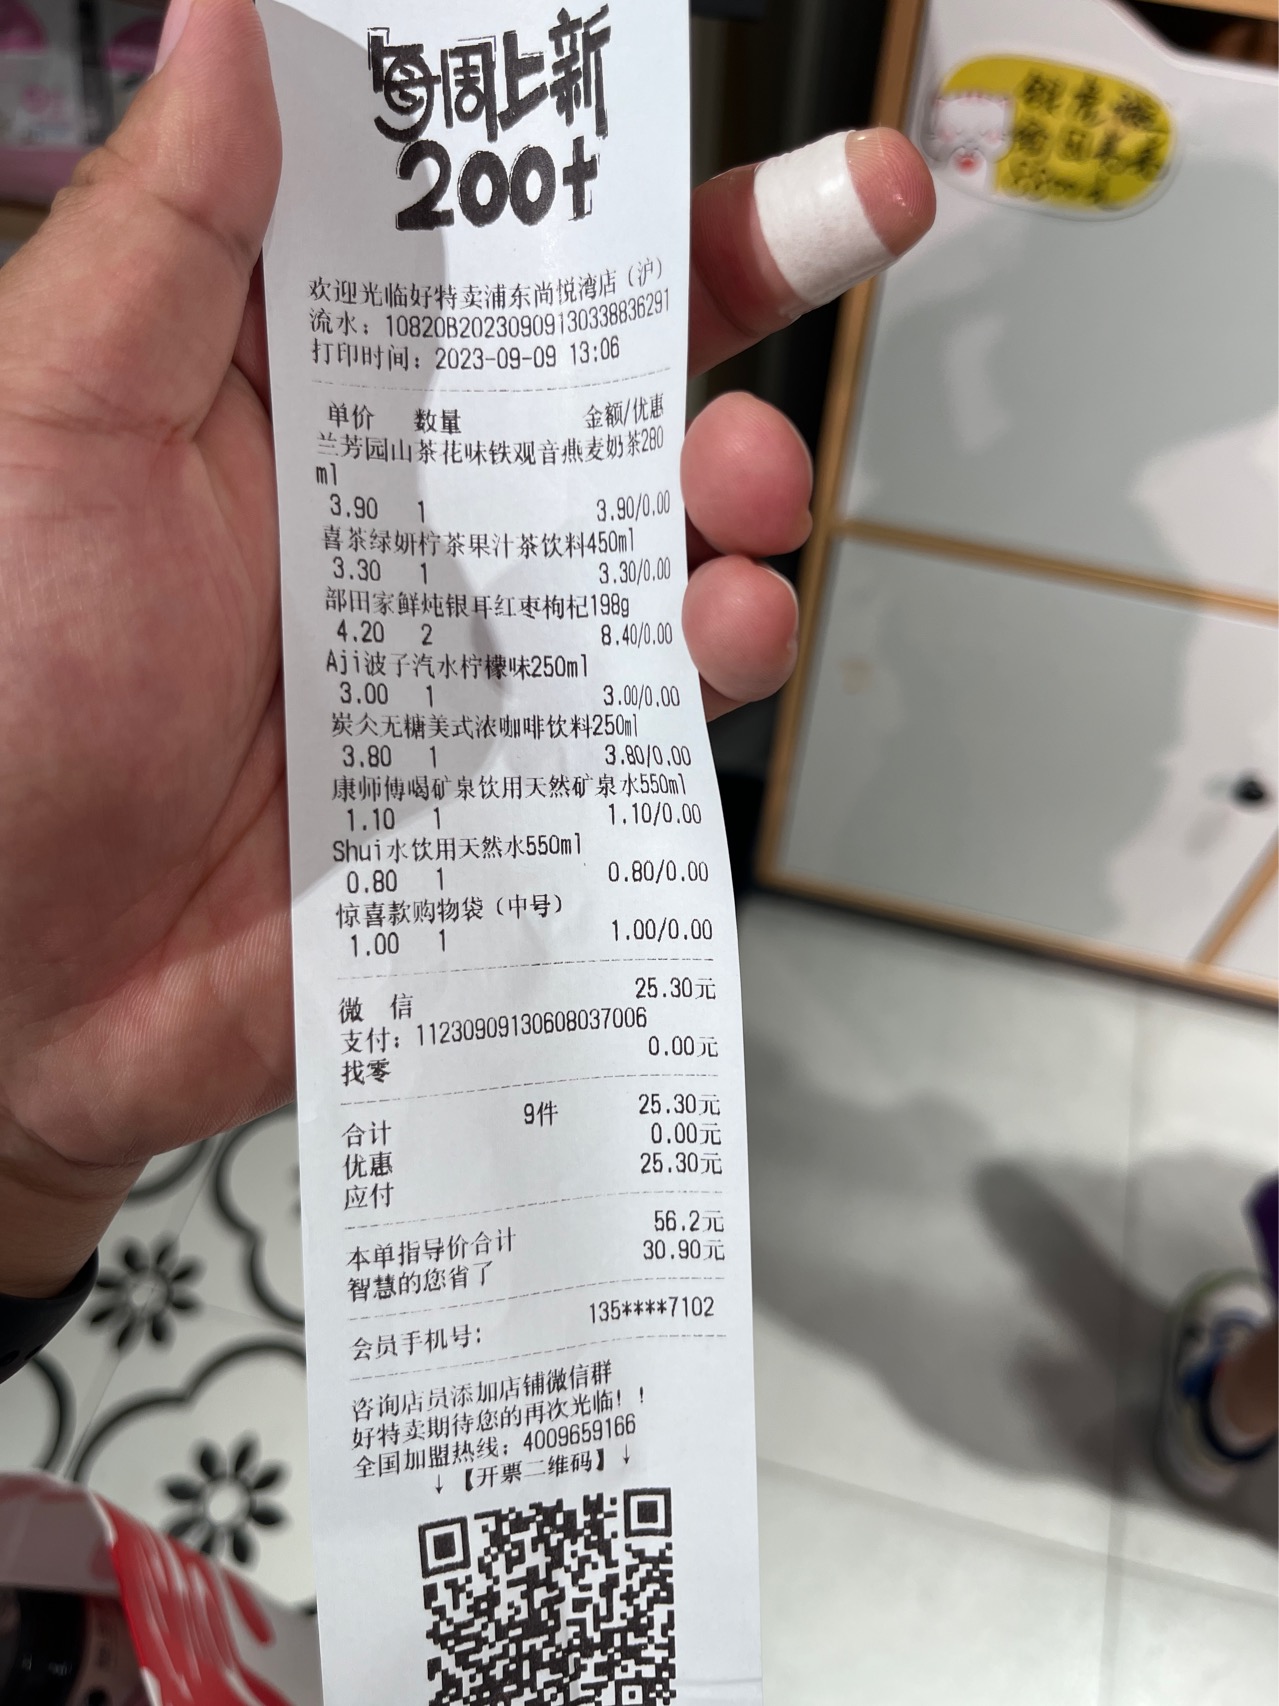 每周上新
200+
欢迎光临好特卖浦东尚悦湾店（沪）
流水：10820B20230909130338836291
打印时间：2023-09-09 13:06
单价 数量 金额/优惠
兰芳园山茶花味铁观音燕麦奶茶280
ml
3.90 1 3.90/0.00
喜茶绿妍柠茶果汁茶饮料450ml
3.30 1 3.30/0.00
部田家鲜炖银耳红枣枸杞198g
4.20 2 8.40/0.00
Aji波子汽水柠檬味250ml
3.00 1 3.00/0.00
炭仌无糖美式浓咖啡饮料250ml
3.80 1 3.80/0.00
康师傅喝矿泉饮用天然矿泉水550ml
1.10 1 1.10/0.00
Shui水饮用天然水550ml
0.80 1 0.80/0.00
惊喜款购物袋（中号）
1.00 1 1.00/0.00
微 信 25.30元
支付：11230909130608037006
找零 0.00元
合计 9件 25.30元
优惠 0.00元
应付 25.30元
本单指导价合计 56.2元
智慧的您省了 30.90元
会员手机号： 135****7102
咨询店员添加店铺微信群
好特卖期待您的再次光临！！
全国加盟热线：4009659166
↓【开票二维码】↓